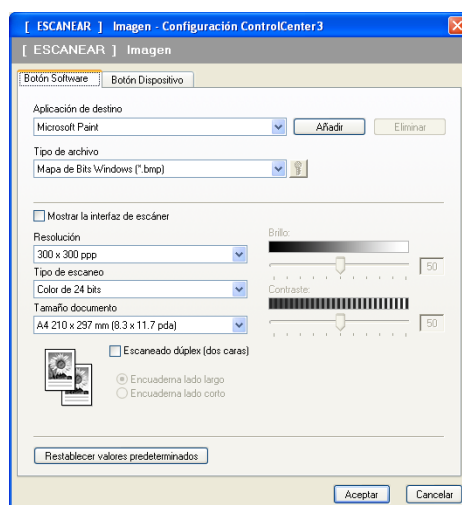 [ ESCANEAR ] Imagen - Configuración ControlCenter3
[ ESCANEAR ] Imagen
Botón Software Botón Dispositivo
Aplicación de destino
Microsoft Paint Añadir Eliminar
Tipo de archivo
Mapa de Bits Windows (*.bmp)
Mostrar la interfaz de escáner
Resolución Brillo:
300 x 300 ppp 50
Tipo de escaneo
Color de 24 bits Contraste:
Tamaño documento
A4 210 x 297 mm (8.3 x 11.7 pda) 50
Escaneado dúplex (dos caras)
Encuaderna lado largo
Encuaderna lado corto
Restablecer valores predeterminados
Aceptar Cancelar